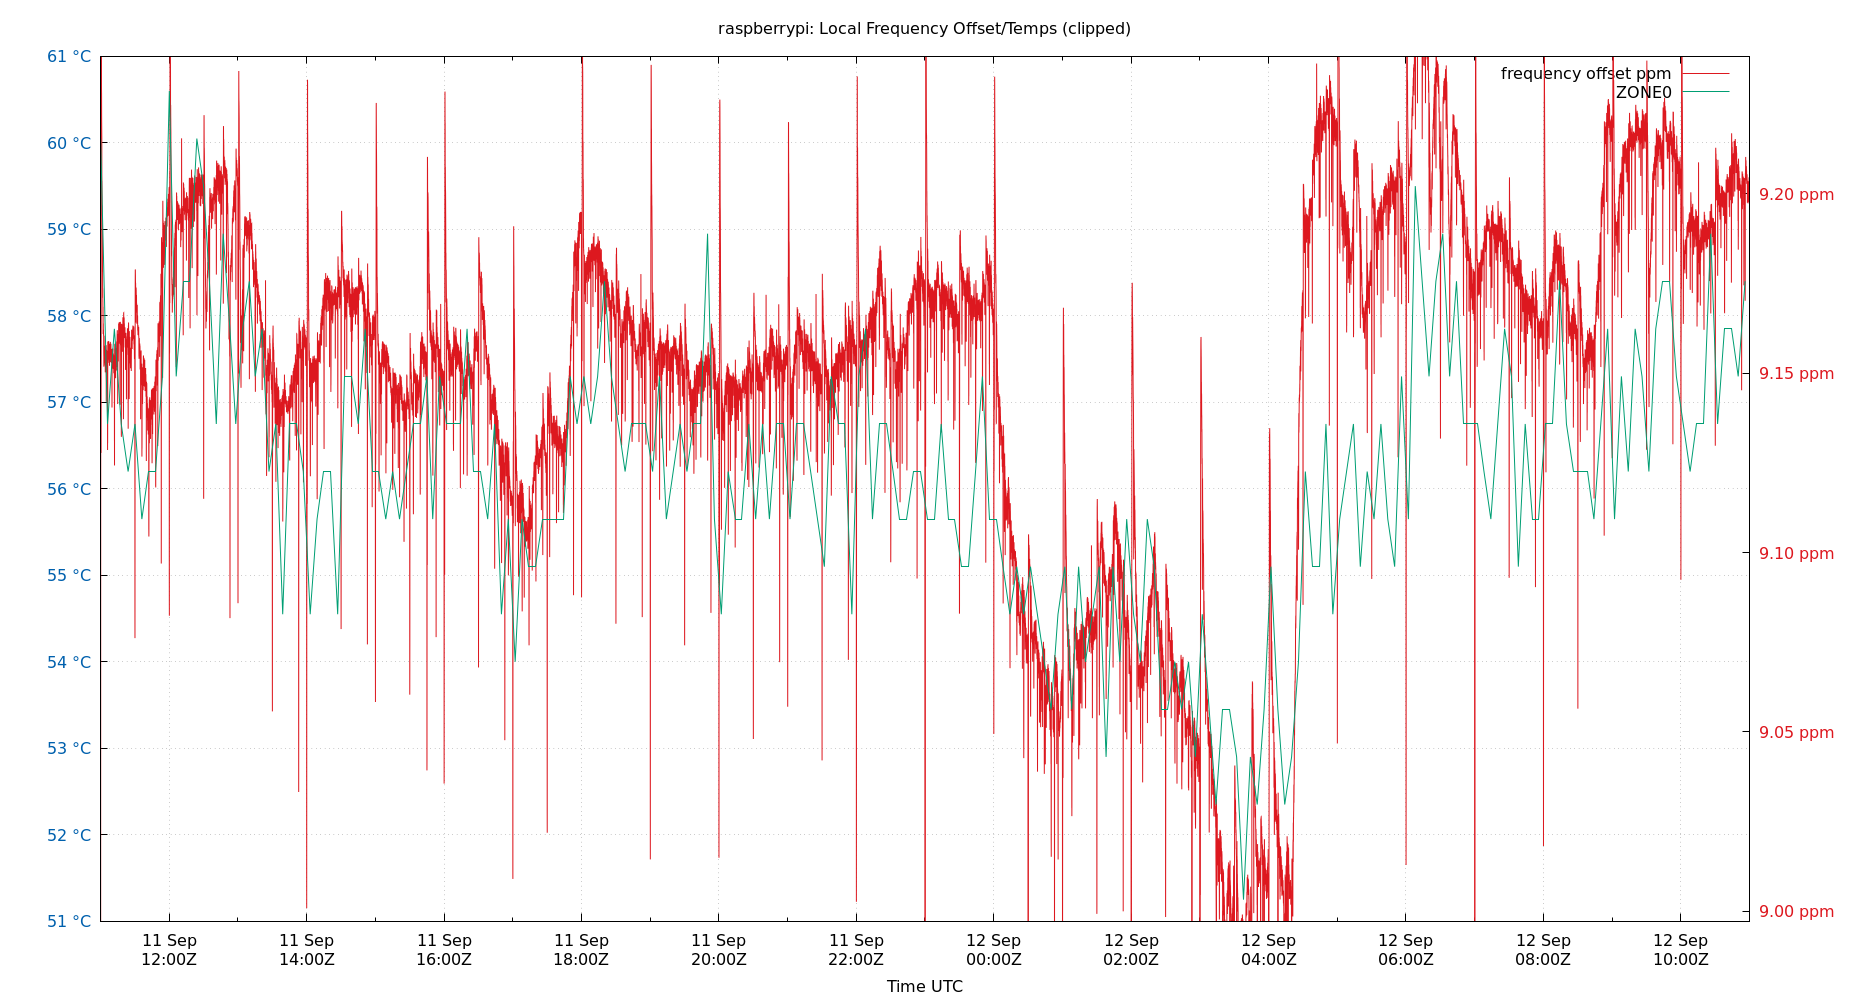 raspberrypi: Local Frequency Offset/Temps (clipped)
61 °C
60 °C
59 °C
58 °C
57 °C
56 °C
55 °C
54 °C
53 °C
52 °C
51 °C
frequency offset ppm
ZONE0
9.20 ppm
9.15 ppm
9.10 ppm
9.05 ppm
9.00 ppm
11 Sep 12:00Z
11 Sep 14:00Z
11 Sep 16:00Z
11 Sep 18:00Z
11 Sep 20:00Z
11 Sep 22:00Z
12 Sep 00:00Z
12 Sep 02:00Z
12 Sep 04:00Z
12 Sep 06:00Z
12 Sep 08:00Z
12 Sep 10:00Z
Time UTC